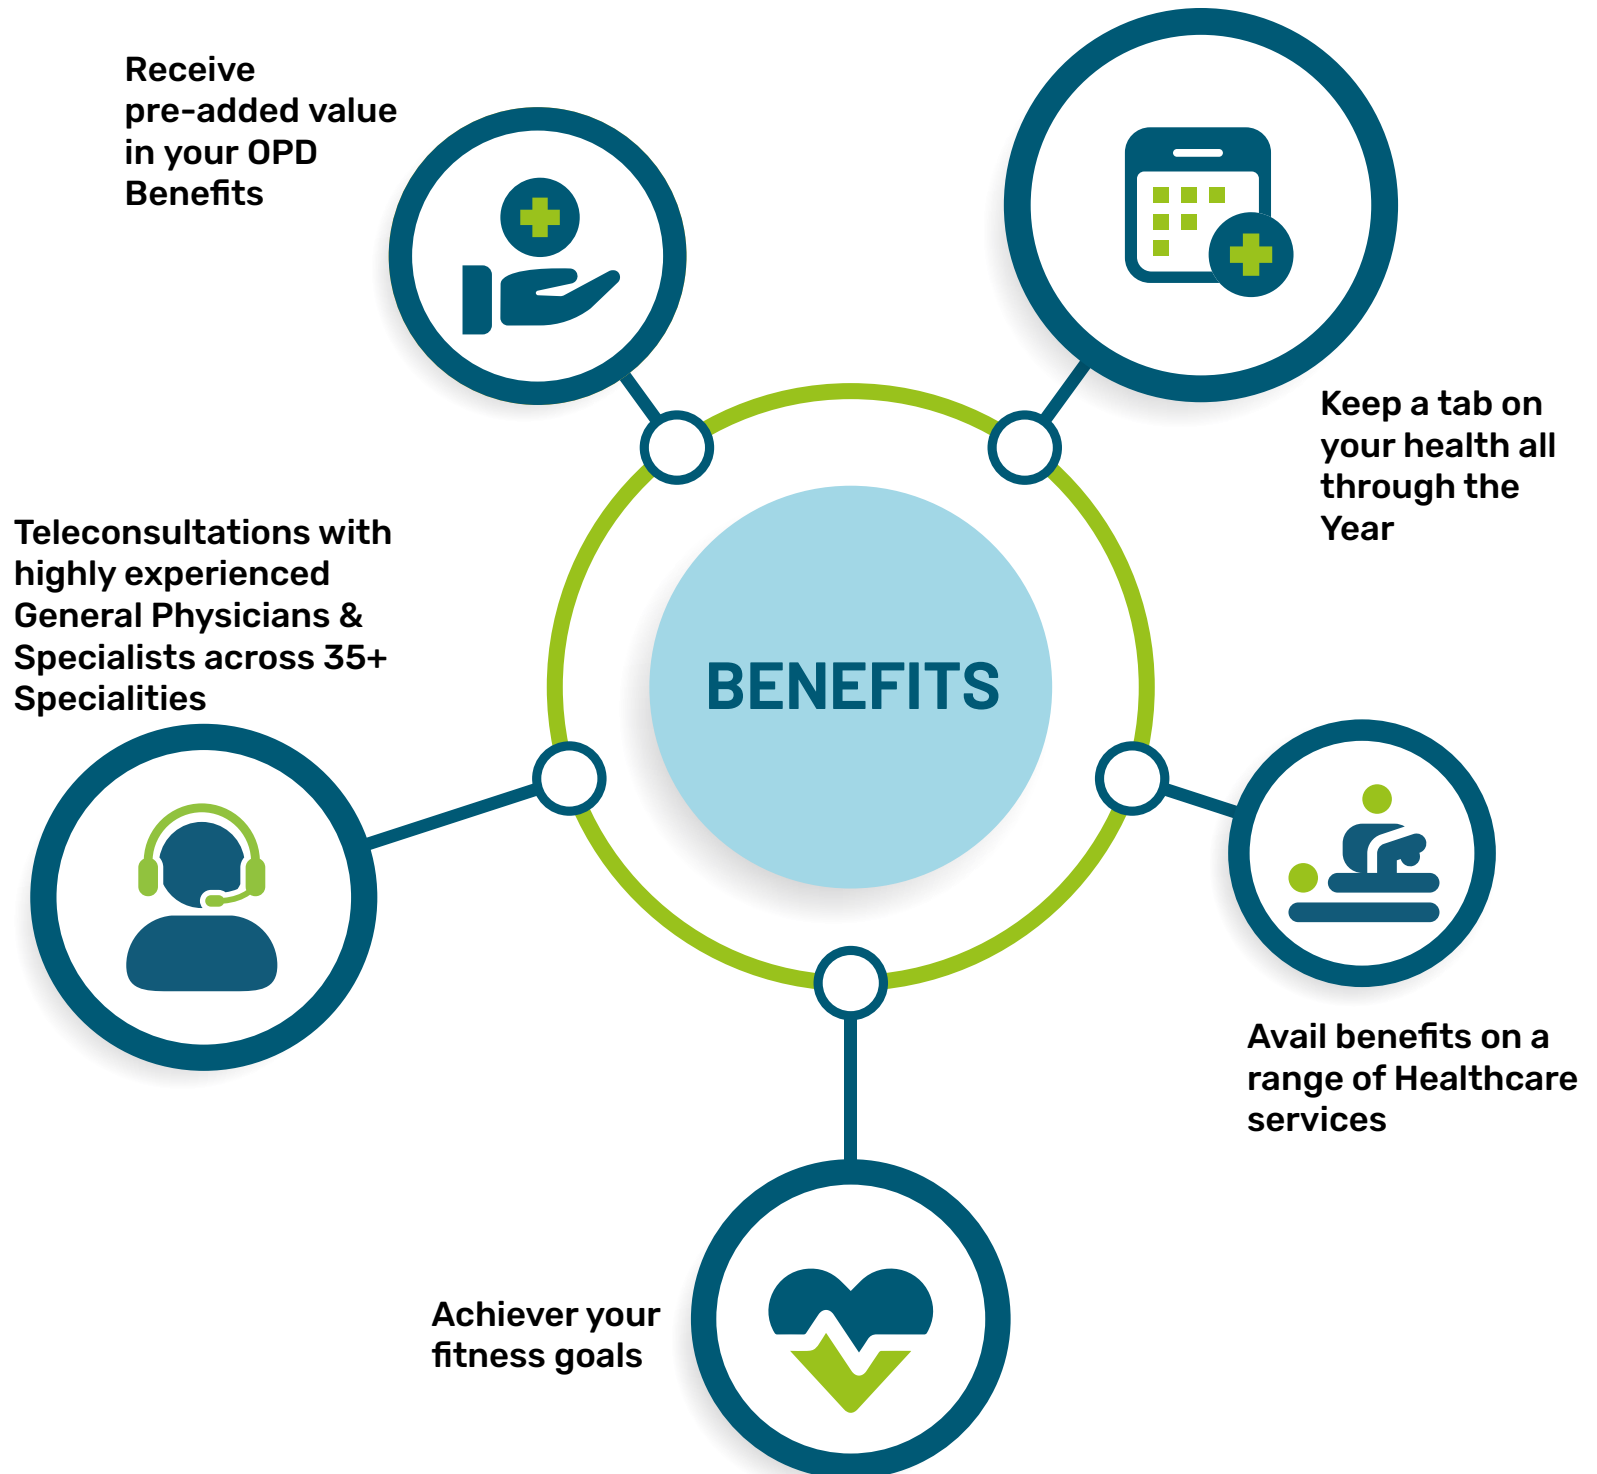 Receive
pre-added value
in your OPD
Benefits
Keep a tab on
your health all
through the
Year
Teleconsultations with
highly experienced
General Physicians &
Specialists across 35+
Specialities
BENEFITS
Avail benefits on a
range of Healthcare
services
Achiever your
fitness goals